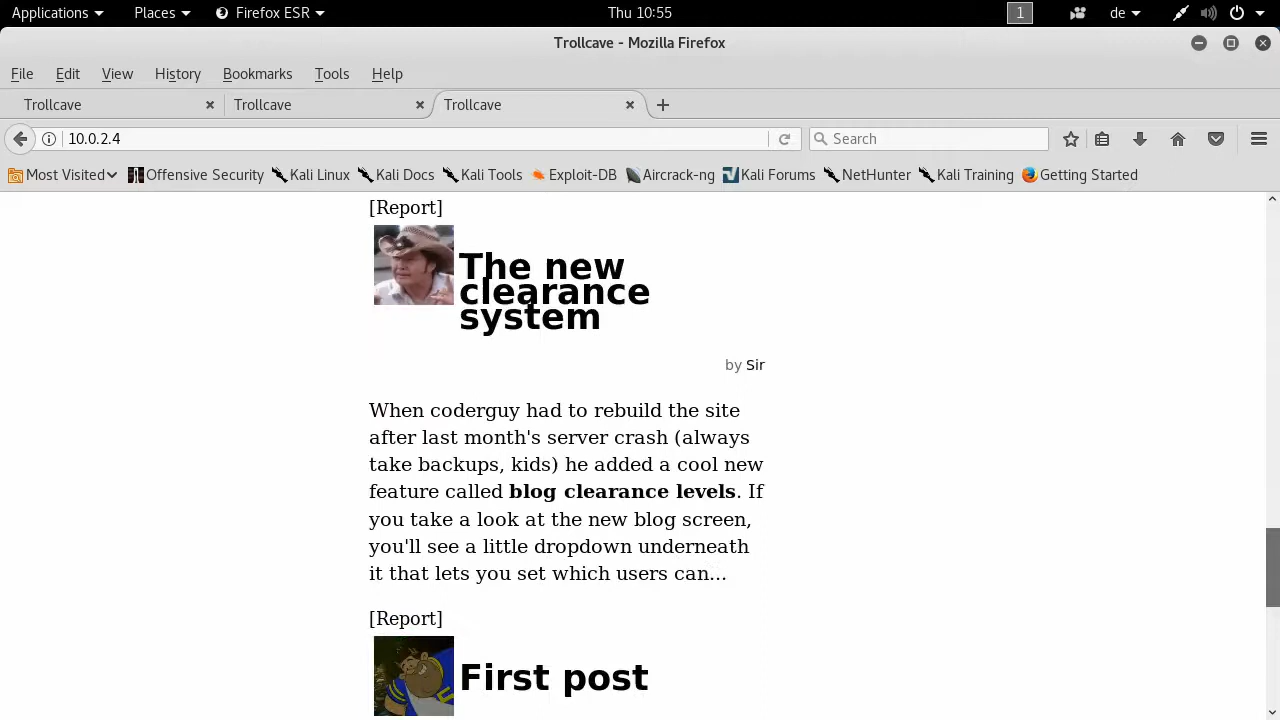 Applications Places Firefox ESR Thu 10:55 1 de
Trollcave - Mozilla Firefox
File Edit View History Bookmarks Tools Help
Trollcave Trollcave Trollcave
10.0.2.4 Search
Most Visited Offensive Security Kali Linux Kali Docs Kali Tools Exploit-DB Aircrack-ng Kali Forums NetHunter Kali Training Getting Started
[Report]
The new
clearance
system
by Sir
When coderguy had to rebuild the site
after last month's server crash (always
take backups, kids) he added a cool new
feature called blog clearance levels. If
you take a look at the new blog screen,
you'll see a little dropdown underneath
it that lets you set which users can...
[Report]
First post